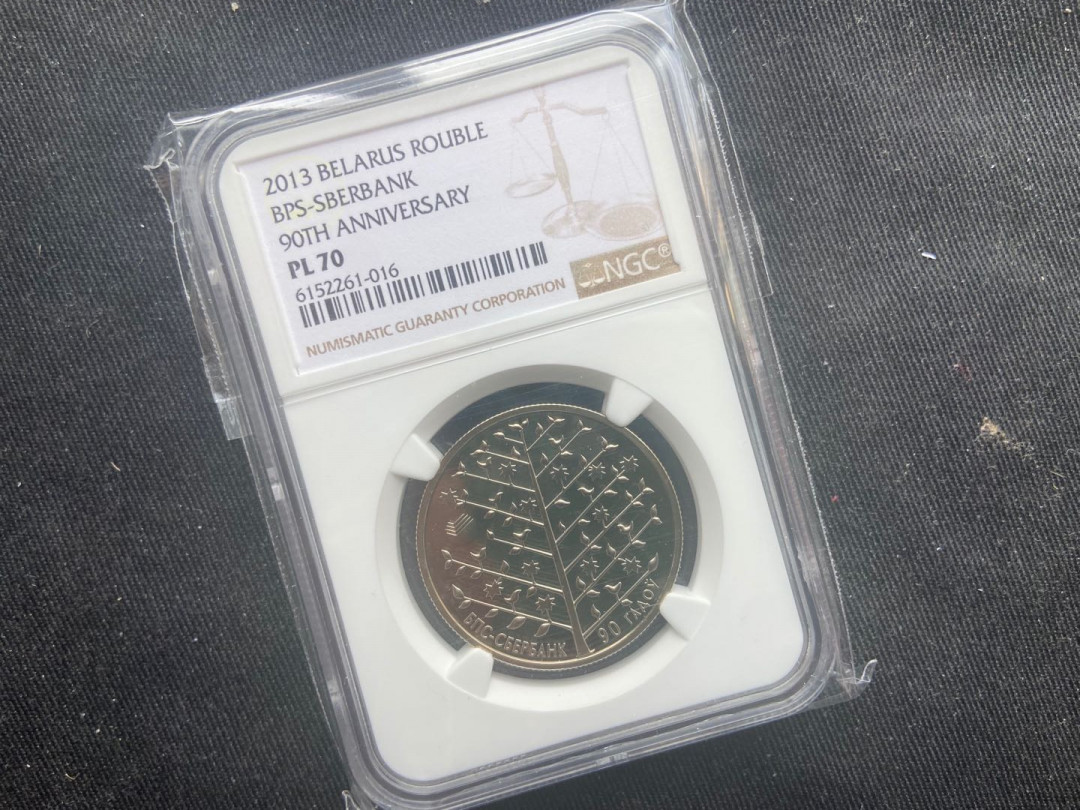 2013 BELARUS ROUBLE
BPS-SBERBANK
90TH ANNIVERSARY
PL 70
6152261-016
NUMISMATIC GUARANTY CORPORATION
NGC®
БПС-СБЕРБАНК
90 ГАДОЎ